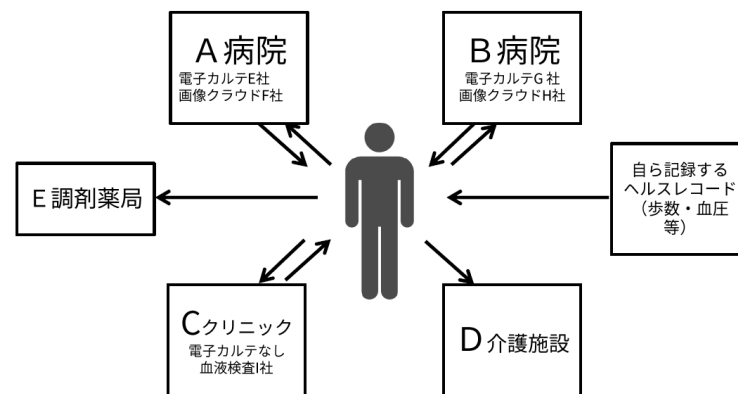 A病院
電子カルテE社
画像クラウドF社
B病院
電子カルテG社
画像クラウドH社
E調剤薬局
自ら記録する
ヘルスレコード
（歩数・血圧
等）
Cクリニック
電子カルテなし
血液検査I社
D介護施設